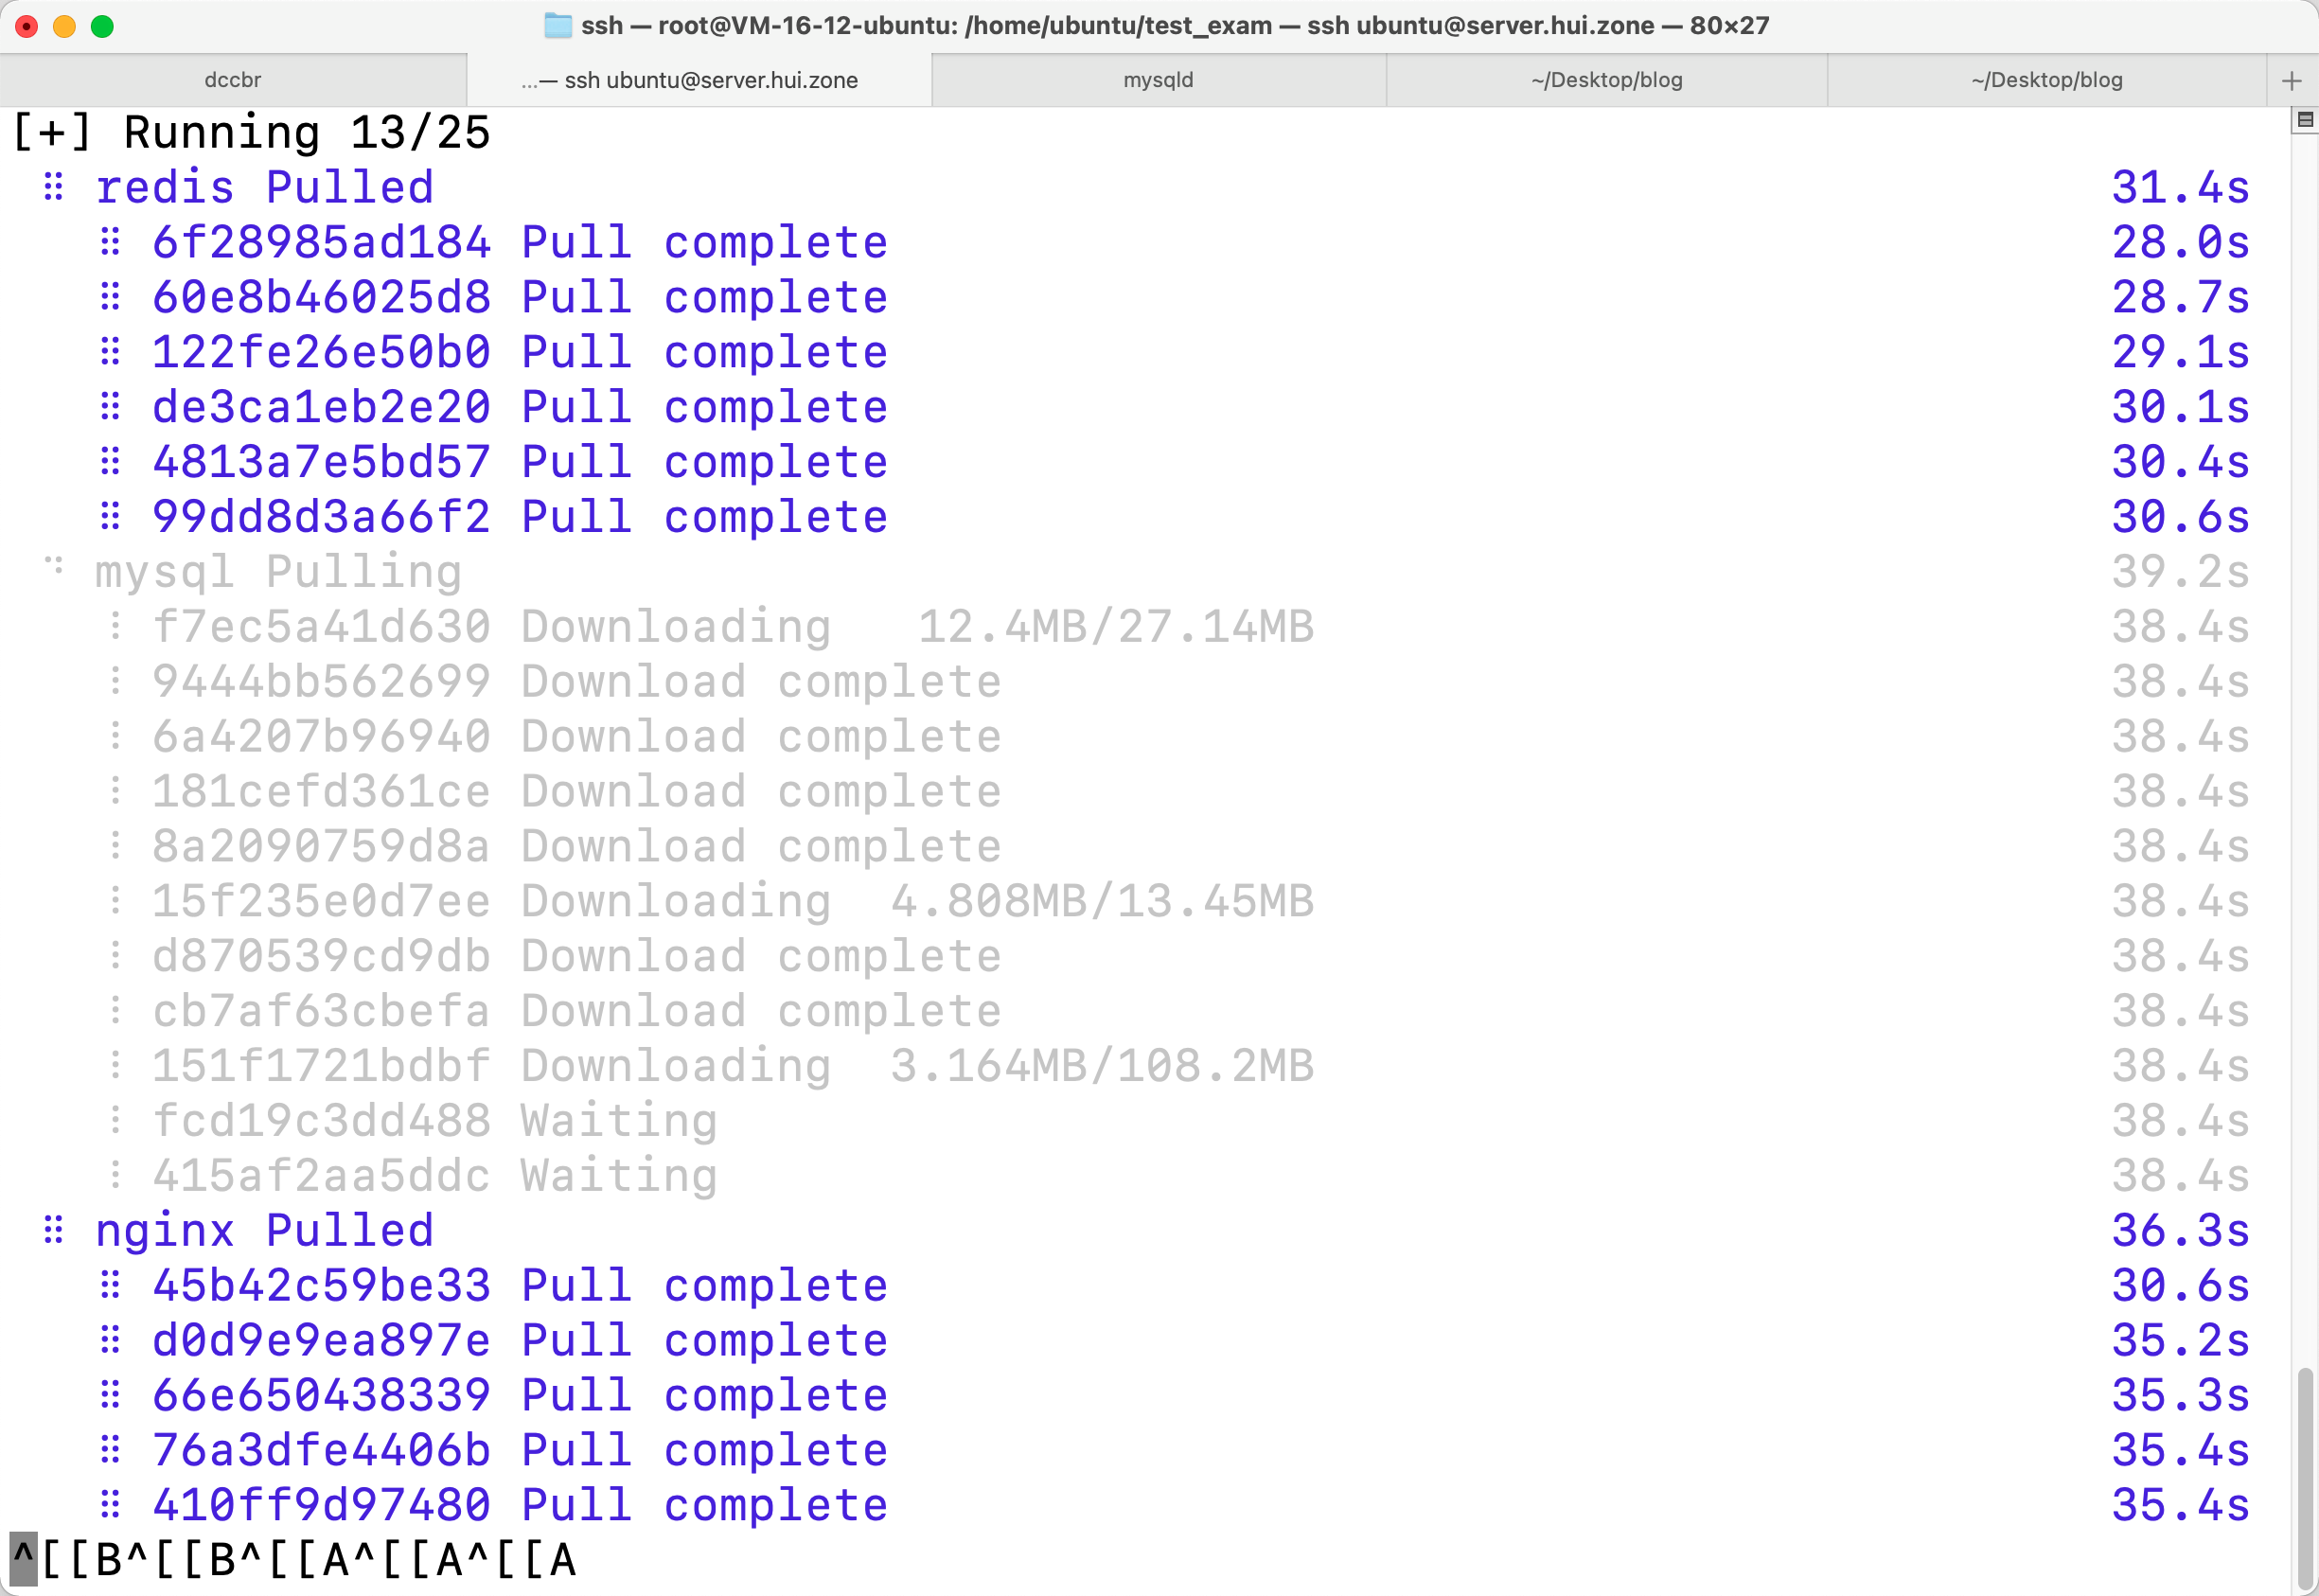 ssh — root@VM-16-12-ubuntu: /home/ubuntu/test_exam — ssh ubuntu@server.hui.zone — 80×27
dccbr ...— ssh ubuntu@server.hui.zone mysqld ~/Desktop/blog ~/Desktop/blog +
[+] Running 13/25
⠿ redis Pulled 31.4s
⠿ 6f28985ad184 Pull complete 28.0s
⠿ 60e8b46025d8 Pull complete 28.7s
⠿ 122fe26e50b0 Pull complete 29.1s
⠿ de3ca1eb2e20 Pull complete 30.1s
⠿ 4813a7e5bd57 Pull complete 30.4s
⠿ 99dd8d3a66f2 Pull complete 30.6s
⠙ mysql Pulling 39.2s
⠸ f7ec5a41d630 Downloading 12.4MB/27.14MB 38.4s
⠸ 9444bb562699 Download complete 38.4s
⠸ 6a4207b96940 Download complete 38.4s
⠸ 181cefd361ce Download complete 38.4s
⠸ 8a2090759d8a Download complete 38.4s
⠸ 15f235e0d7ee Downloading 4.808MB/13.45MB 38.4s
⠸ d870539cd9db Download complete 38.4s
⠸ cb7af63cbefa Download complete 38.4s
⠸ 151f1721bdbf Downloading 3.164MB/108.2MB 38.4s
⠸ fcd19c3dd488 Waiting 38.4s
⠸ 415af2aa5ddc Waiting 38.4s
⠿ nginx Pulled 36.3s
⠿ 45b42c59be33 Pull complete 30.6s
⠿ d0d9e9ea897e Pull complete 35.2s
⠿ 66e650438339 Pull complete 35.3s
⠿ 76a3dfe4406b Pull complete 35.4s
⠿ 410ff9d97480 Pull complete 35.4s
^[[B^[[B^[[A^[[A^[[A